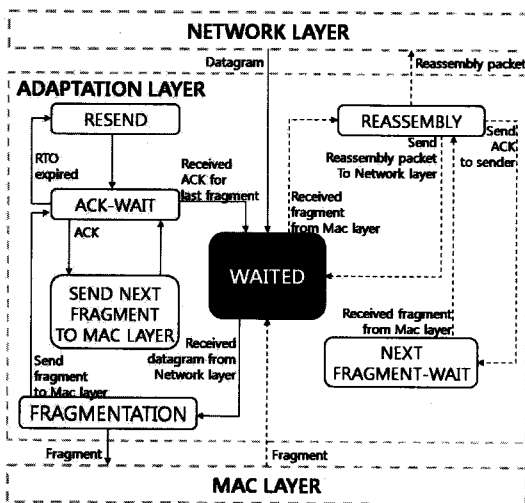 NETWORK LAYER
Datagram
Reassembly packet
ADAPTATION LAYER
RESEND
REASSEMBLY
RTO
expired
Received
ACK for
last fragment
Send
Reassembly packet
To Network layer
Send
ACK
to sender
ACK-WAIT
Received
fragment
from Mac layer
ACK
WAITED
SEND NEXT
FRAGMENT
TO MAC LAYER
Received fragment
from Mac layer
Send
fragment
to Mac layer
Received
datagram from
Network layer
NEXT
FRAGMENT-WAIT
FRAGMENTATION
Fragment
Fragment
MAC LAYER